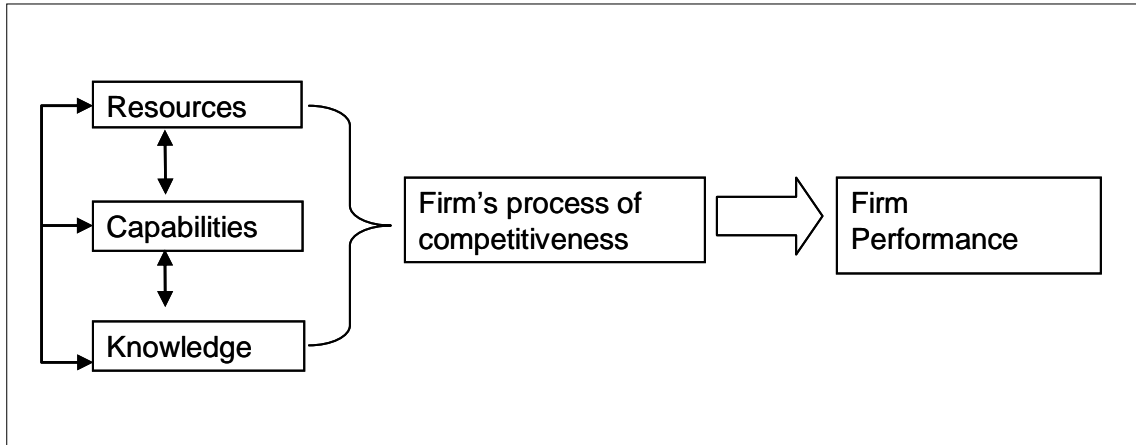 Resources
Capabilities
Knowledge
Firm's process of
competitiveness
Firm
Performance